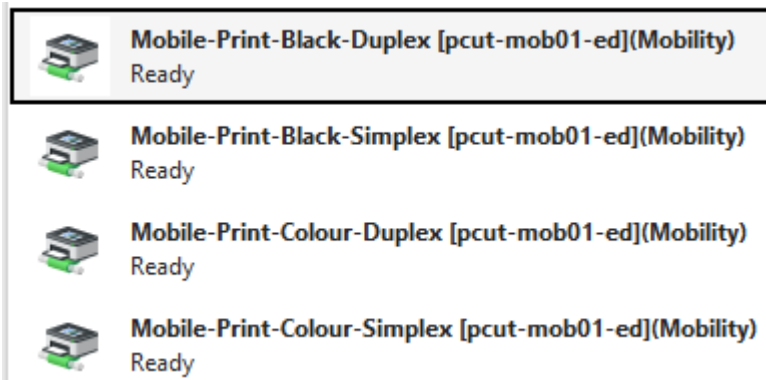 Mobile-Print-Black-Duplex [pcut-mob01-ed](Mobility)
Ready
Mobile-Print-Black-Simplex [pcut-mob01-ed](Mobility)
Ready
Mobile-Print-Colour-Duplex [pcut-mob01-ed](Mobility)
Ready
Mobile-Print-Colour-Simplex [pcut-mob01-ed](Mobility)
Ready